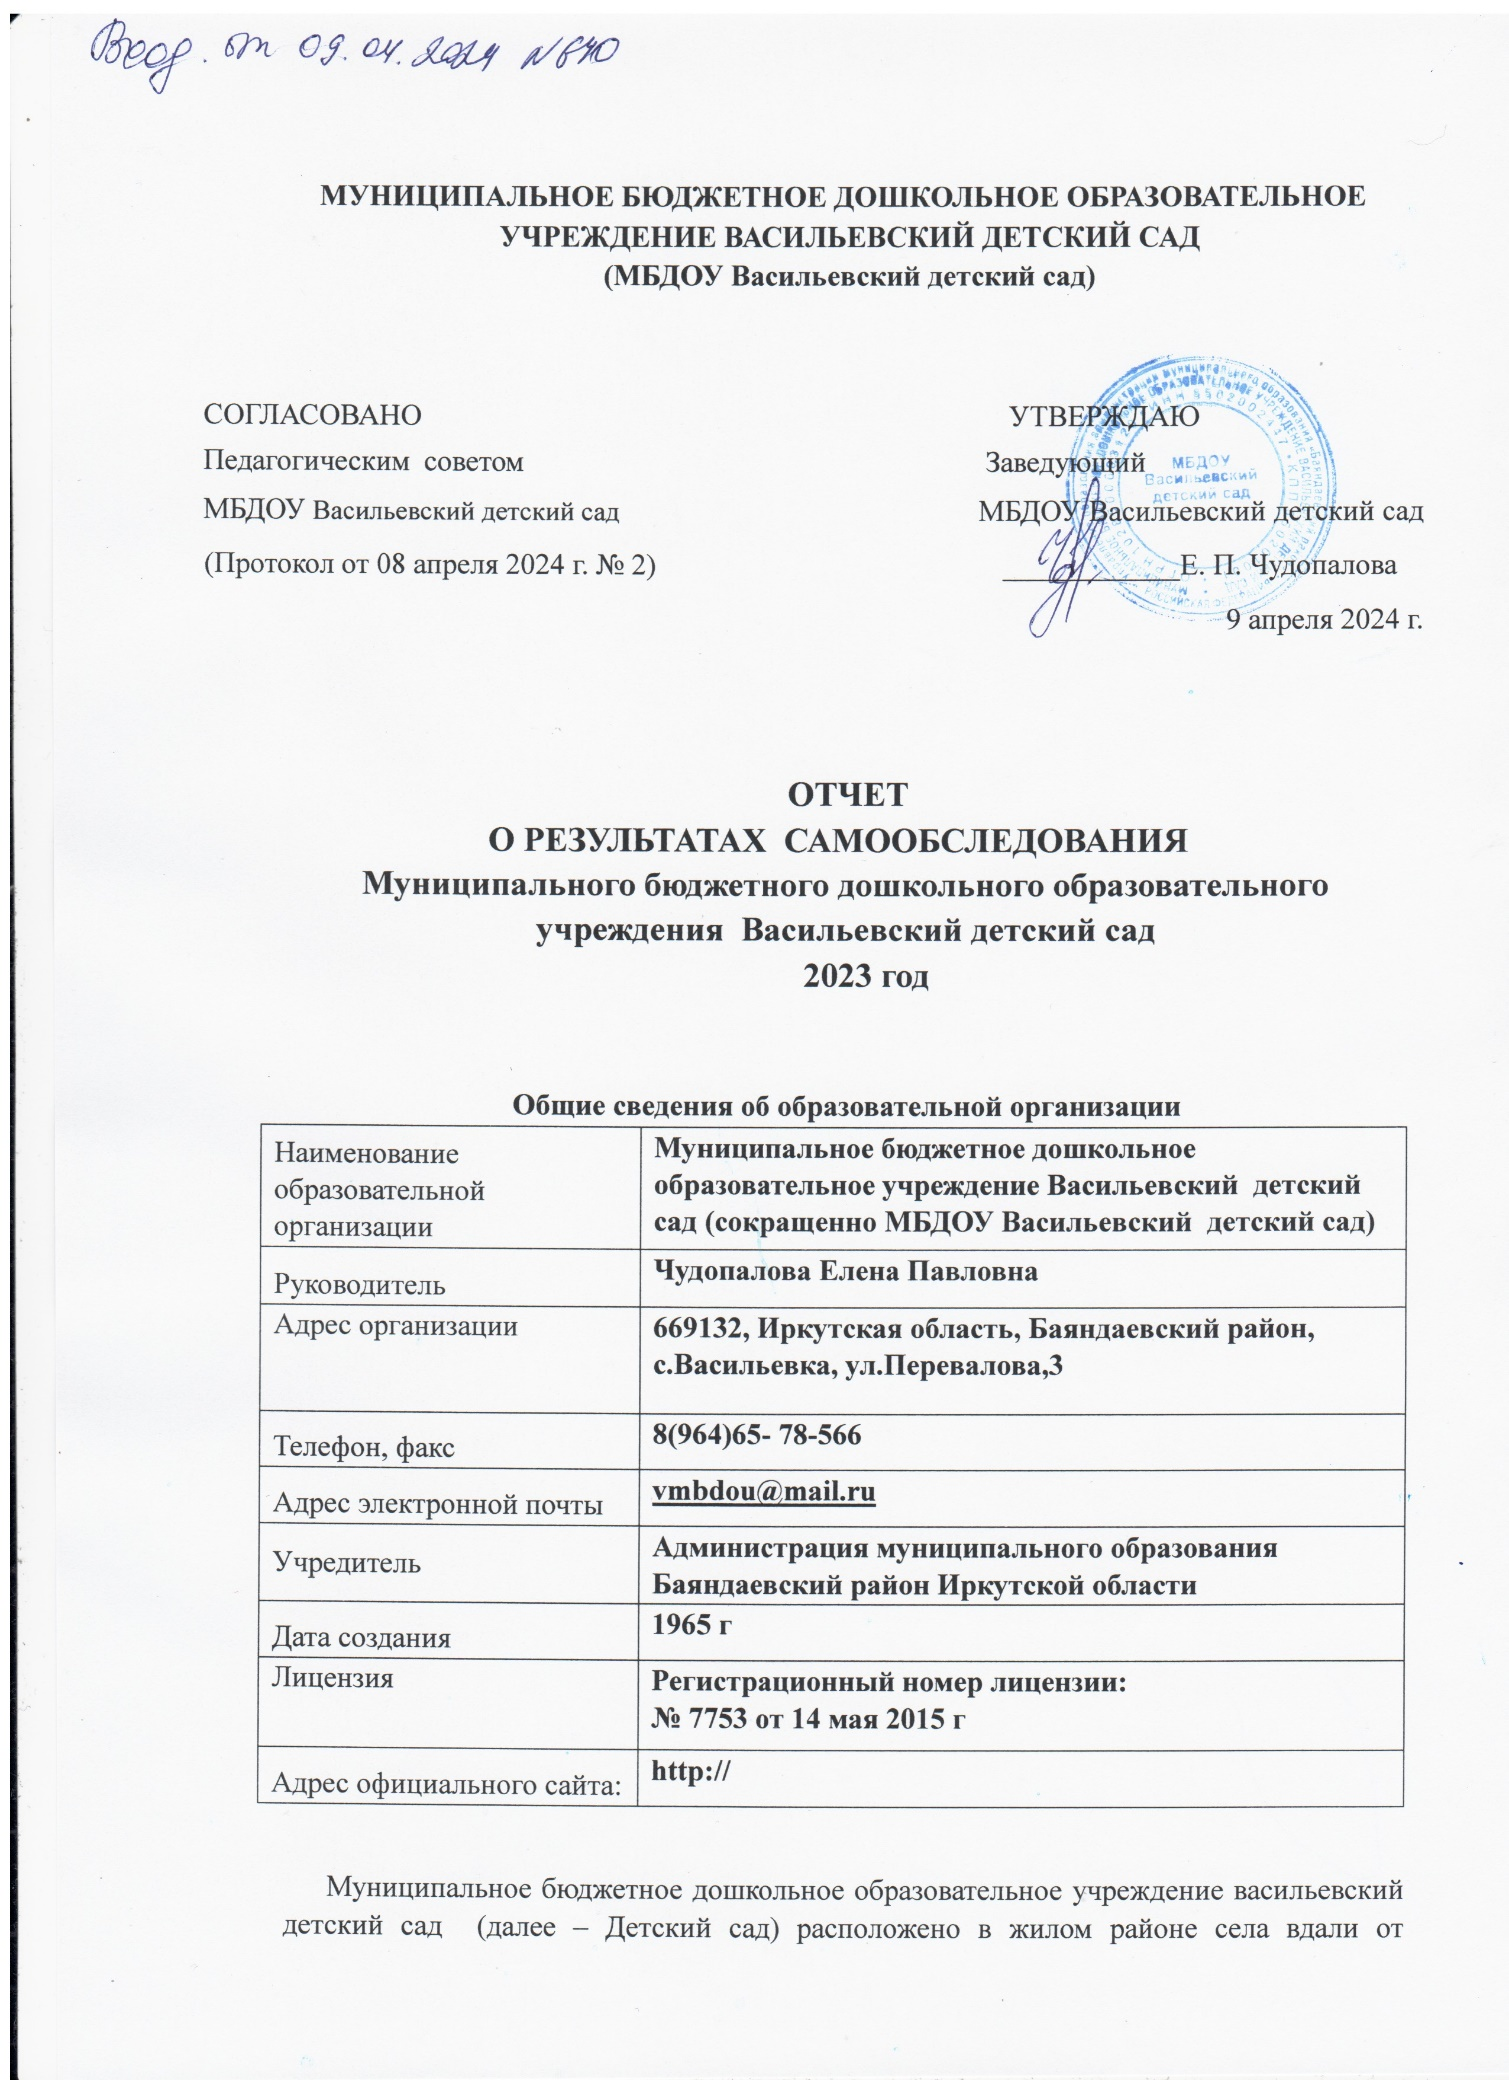 Вход. от 09.04.2024 №670
МУНИЦИПАЛЬНОЕ БЮДЖЕТНОЕ ДОШКОЛЬНОЕ ОБРАЗОВАТЕЛЬНОЕ
УЧРЕЖДЕНИЕ ВАСИЛЬЕВСКИЙ ДЕТСКИЙ САД
(МБДОУ Васильевский детский сад)
СОГЛАСОВАНО
Педагогическим советом
МБДОУ Васильевский детский сад
(Протокол от 08 апреля 2024 г. № 2)
УТВЕРЖДАЮ
Заведующий
МБДОУ Васильевский детский сад
____________Е. П. Чудопалова
9 апреля 2024 г.
МБДОУ
Васильевский
детский сад
ОТЧЕТ
О РЕЗУЛЬТАТАХ САМООБСЛЕДОВАНИЯ
Муниципального бюджетного дошкольного образовательного
учреждения Васильевский детский сад
2023 год
Общие сведения об образовательной организации
Наименование
образовательной
организации
Муниципальное бюджетное дошкольное
образовательное учреждение Васильевский детский
сад (сокращенно МБДОУ Васильевский детский сад)
Руководитель
Чудопалова Елена Павловна
Адрес организации
669132, Иркутская область, Баяндаевский район,
с.Васильевка, ул.Перевалова,3
Телефон, факс
8(964)65- 78-566
Адрес электронной почты
vmbdou@mail.ru
Учредитель
Администрация муниципального образования
Баяндаевский район Иркутской области
Дата создания
1965 г
Лицензия
Регистрационный номер лицензии:
№ 7753 от 14 мая 2015 г
Адрес официального сайта:
http://
Муниципальное бюджетное дошкольное образовательное учреждение васильевский
детский сад (далее – Детский сад) расположено в жилом районе села вдали от